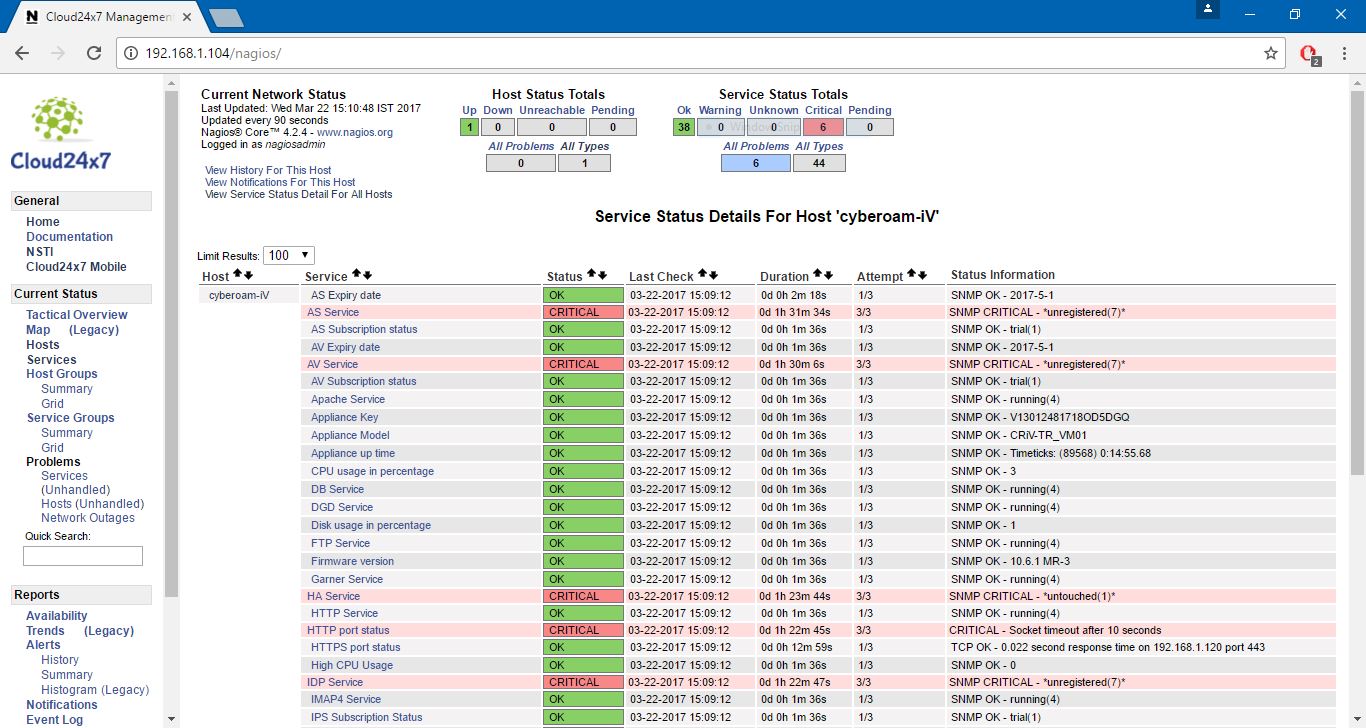 Cloud24x7 Managemen
192.168.1.104/nagios/
2
Cloud24x7
General
Home
Documentation
NSTI
Cloud24x7 Mobile
Current Status
Tactical Overview
Map (Legacy)
Hosts
Services
Host Groups
Summary
Grid
Service Groups
Summary
Grid
Problems
Services
(Unhandled)
Hosts (Unhandled)
Network Outages
Quick Search:
Reports
Availability
Trends (Legacy)
Alerts
History
Summary
Histogram (Legacy)
Notifications
Event Log
Current Network Status
Last Updated: Wed Mar 22 15:10:48 IST 2017
Updated every 90 seconds
Nagios® Core™ 4.2.4 - www.nagios.org
Logged in as nagiosadmin
View History For This Host
View Notifications For This Host
View Service Status Detail For All Hosts
Host Status Totals
Up Down Unreachable Pending
1 0 0 0
All Problems All Types
0 1
Service Status Totals
Ok Warning Unknown Critical Pending
38 0 0 6 0
All Problems All Types
6 44
Service Status Details For Host 'cyberoam-iV'
Limit Results: 100
Host Service Status Last Check Duration Attempt Status Information
cyberoam-iV AS Expiry date OK 03-22-2017 15:09:12 0d 0h 2m 18s 1/3 SNMP OK - 2017-5-1
AS Service CRITICAL 03-22-2017 15:09:12 0d 1h 31m 34s 3/3 SNMP CRITICAL - *unregistered(7)*
AS Subscription status OK 03-22-2017 15:09:12 0d 0h 1m 36s 1/3 SNMP OK - trial(1)
AV Expiry date OK 03-22-2017 15:09:12 0d 0h 1m 36s 1/3 SNMP OK - 2017-5-1
AV Service CRITICAL 03-22-2017 15:09:12 0d 1h 30m 6s 3/3 SNMP CRITICAL - *unregistered(7)*
AV Subscription status OK 03-22-2017 15:09:12 0d 0h 1m 36s 1/3 SNMP OK - trial(1)
Apache Service OK 03-22-2017 15:09:12 0d 0h 1m 36s 1/3 SNMP OK - running(4)
Appliance Key OK 03-22-2017 15:09:12 0d 0h 1m 36s 1/3 SNMP OK - V13012481718OD5DGQ
Appliance Model OK 03-22-2017 15:09:12 0d 0h 1m 36s 1/3 SNMP OK - CRiV-TR_VM01
Appliance up time OK 03-22-2017 15:09:12 0d 0h 1m 36s 1/3 SNMP OK - Timeticks: (89568) 0:14:55.68
CPU usage in percentage OK 03-22-2017 15:09:12 0d 0h 1m 36s 1/3 SNMP OK - 3
DB Service OK 03-22-2017 15:09:12 0d 0h 1m 36s 1/3 SNMP OK - running(4)
DGD Service OK 03-22-2017 15:09:12 0d 0h 1m 36s 1/3 SNMP OK - running(4)
Disk usage in percentage OK 03-22-2017 15:09:12 0d 0h 1m 36s 1/3 SNMP OK - 1
FTP Service OK 03-22-2017 15:09:12 0d 0h 1m 36s 1/3 SNMP OK - running(4)
Firmware version OK 03-22-2017 15:09:12 0d 0h 1m 36s 1/3 SNMP OK - 10.6.1 MR-3
Garner Service OK 03-22-2017 15:09:12 0d 0h 1m 36s 1/3 SNMP OK - running(4)
HA Service CRITICAL 03-22-2017 15:09:12 0d 1h 23m 44s 3/3 SNMP CRITICAL - *untouched(1)*
HTTP Service OK 03-22-2017 15:09:12 0d 0h 1m 36s 1/3 SNMP OK - running(4)
HTTP port status CRITICAL 03-22-2017 15:09:12 0d 1h 22m 45s 3/3 CRITICAL - Socket timeout after 10 seconds
HTTPS port status OK 03-22-2017 15:09:12 0d 0h 12m 59s 1/3 TCP OK - 0.022 second response time on 192.168.1.120 port 443
High CPU Usage OK 03-22-2017 15:09:12 0d 0h 1m 36s 1/3 SNMP OK - 0
IDP Service CRITICAL 03-22-2017 15:09:12 0d 1h 22m 47s 3/3 SNMP CRITICAL - *unregistered(7)*
IMAP4 Service OK 03-22-2017 15:09:12 0d 0h 1m 36s 1/3 SNMP OK - running(4)
IPS Subscription Status OK 03-22-2017 15:09:12 0d 0h 1m 36s 1/3 SNMP OK - trial(1)